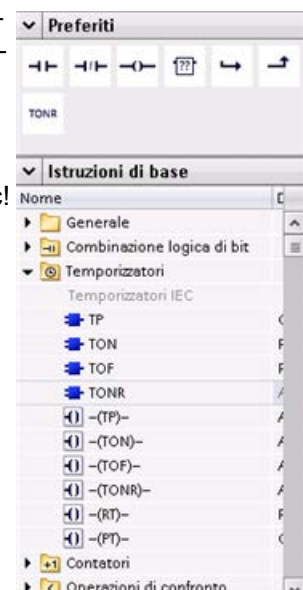 Preferiti
??
TONR
Istruzioni di base
c!
Nome
Generale
Combinazione logica di bit
Temporizzatori
Temporizzatori IEC
TP
TON
TOF
TONR
–(TP)–
–(TON)–
–(TOF)–
–(TONR)–
–(RT)–
–(PT)–
+1 Contatori
Operazioni di confronto